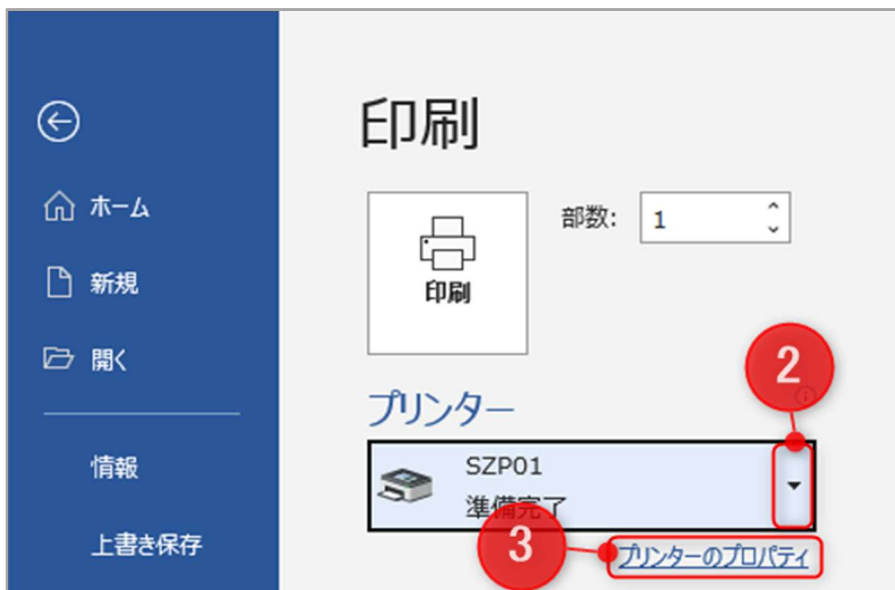 印刷
ホーム
新規
開く
情報
上書き保存
印刷
部数: 1
プリンター
2
SZP01
準備完了
3
プリンターのプロパティ